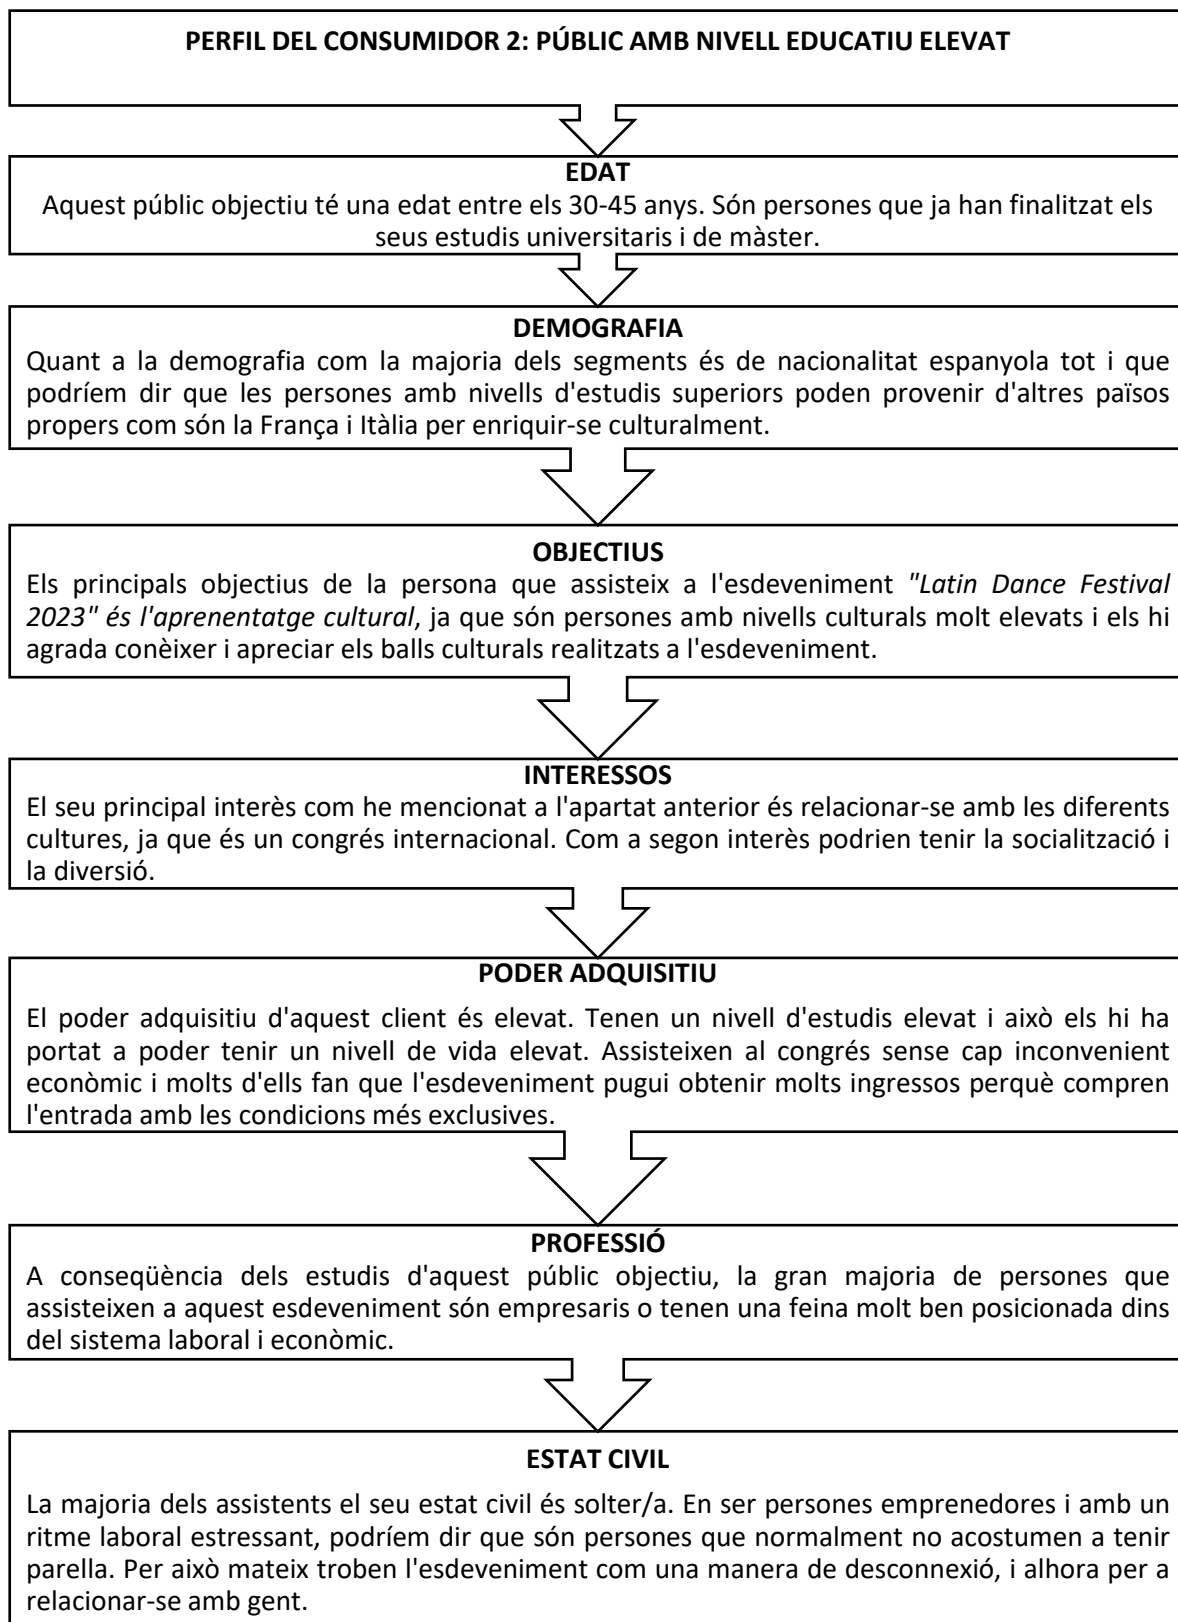 PERFIL DEL CONSUMIDOR 2: PÚBLIC AMB NIVELL EDUCATIU ELEVAT
EDAT
Aquest públic objectiu té una edat entre els 30-45 anys. Són persones que ja han finalitzat els
seus estudis universitaris i de màster.
DEMOGRAFIA
Quant a la demografia com la majoria dels segments és de nacionalitat espanyola tot i que
podríem dir que les persones amb nivells d'estudis superiors poden provenir d'altres països
propers com són la França i Itàlia per enriquir-se culturalment.
OBJECTIUS
Els principals objectius de la persona que assisteix a l'esdeveniment "Latin Dance Festival
2023" és l'aprenentatge cultural, ja que són persones amb nivells culturals molt elevats i els hi
agrada conèixer i apreciar els balls culturals realitzats a l'esdeveniment.
INTERESSOS
El seu principal interès com he mencionat a l'apartat anterior és relacionar-se amb les diferents
cultures, ja que és un congrés internacional. Com a segon interès podrien tenir la socialització i
la diversió.
PODER ADQUISITIU
El poder adquisitiu d'aquest client és elevat. Tenen un nivell d'estudis elevat i això els hi ha
portat a poder tenir un nivell de vida elevat. Assisteixen al congrés sense cap inconvenient
econòmic i molts d'ells fan que l'esdeveniment pugui obtenir molts ingressos perquè compren
l'entrada amb les condicions més exclusives.
PROFESSIÓ
A conseqüència dels estudis d'aquest públic objectiu, la gran majoria de persones que
assisteixen a aquest esdeveniment són empresaris o tenen una feina molt ben posicionada dins
del sistema laboral i econòmic.
ESTAT CIVIL
La majoria dels assistents el seu estat civil és solter/a. En ser persones emprenedores i amb un
ritme laboral estressant, podríem dir que són persones que normalment no acostumen a tenir
parella. Per això mateix troben l'esdeveniment com una manera de desconnexió, i alhora per a
relacionar-se amb gent.